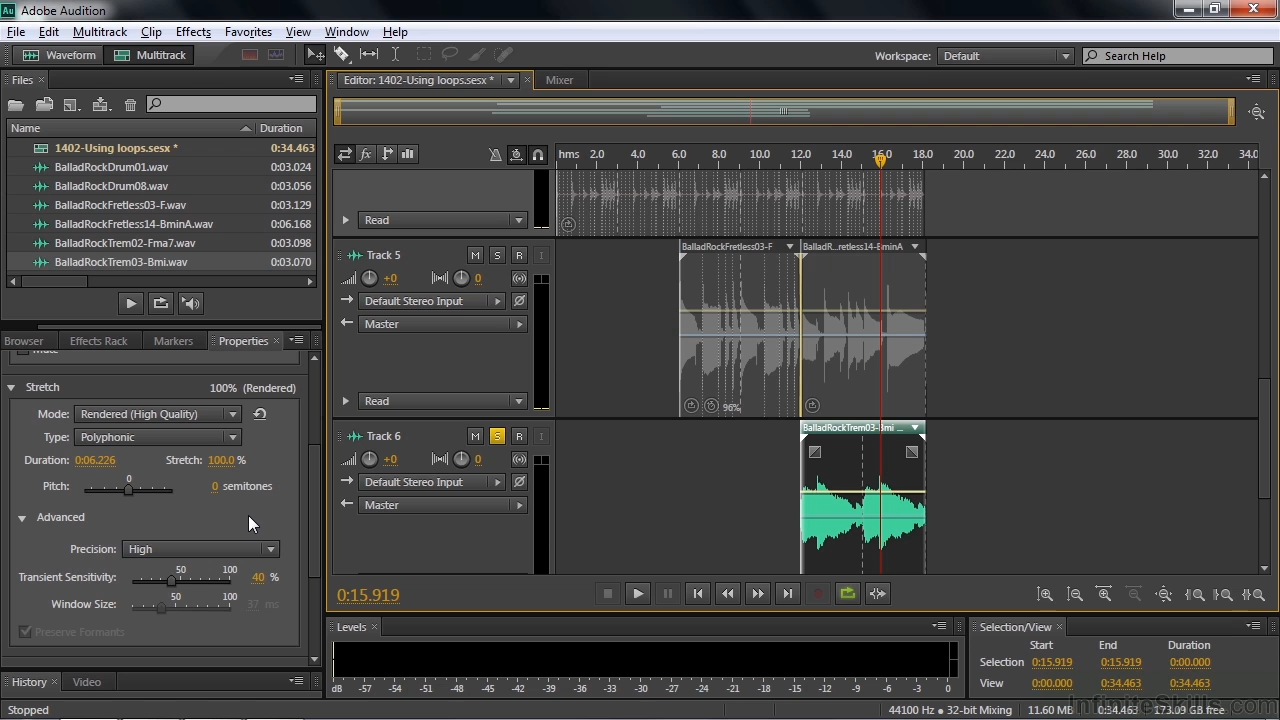 Au Adobe Audition
File Edit Multitrack Clip Effects Favorites View Window Help
Waveform Multitrack Workspace: Default Search Help
Files × Editor: 1402-Using loops.sesx * × Mixer
Name Duration
1402-Using loops.sesx * 0:34.463
BalladRockDrum01.wav 0:03.024
BalladRockDrum08.wav 0:03.056
BalladRockFretless03-F.wav 0:03.129
BalladRockFretless14-BminA.wav 0:06.168
BalladRockTrem02-Fma7.wav 0:03.098
BalladRockTrem03-Bmi.wav 0:03.070
fx
hms 2.0 4.0 6.0 8.0 10.0 12.0 14.0 16.0 18.0 20.0 22.0 24.0 26.0 28.0 30.0 32.0 34.0
Read
Track 5 M S R I
+0 0
Default Stereo Input
Master
Read
BalladRockFretless03-F BalladR...retless14-BminA
96%
Track 6 M S R I
+0 0
Default Stereo Input
Master
BalladRockTrem03-Bmi ...
Browser Effects Rack Markers Properties ×
Mute
Stretch 100% (Rendered)
Mode: Rendered (High Quality)
Type: Polyphonic
Duration: 0:06.226 Stretch: 100.0 %
Pitch: 0 0 semitones
Advanced
Precision: High
Transient Sensitivity: 50 100 40 %
Window Size: 50 100 37 ms
Preserve Formants
0:15.919
History × Video
Stopped
Levels ×
dB -57 -54 -51 -48 -45 -42 -39 -36 -33 -30 -27 -24 -21 -18 -15 -12 -9 -6 -3 0
Selection/View ×
Start End Duration
Selection 0:15.919 0:15.919 0:00.000
View 0:00.000 0:34.463 0:34.463
44100 Hz • 32-bit Mixing 11.60 MB 0:34.463 173.09 GB free
InfiniteSkills.com